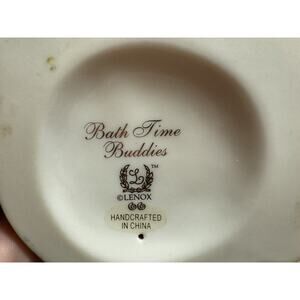 Bath Time
Buddies
L
™
©LENOX
HANDCRAFTED
IN CHINA